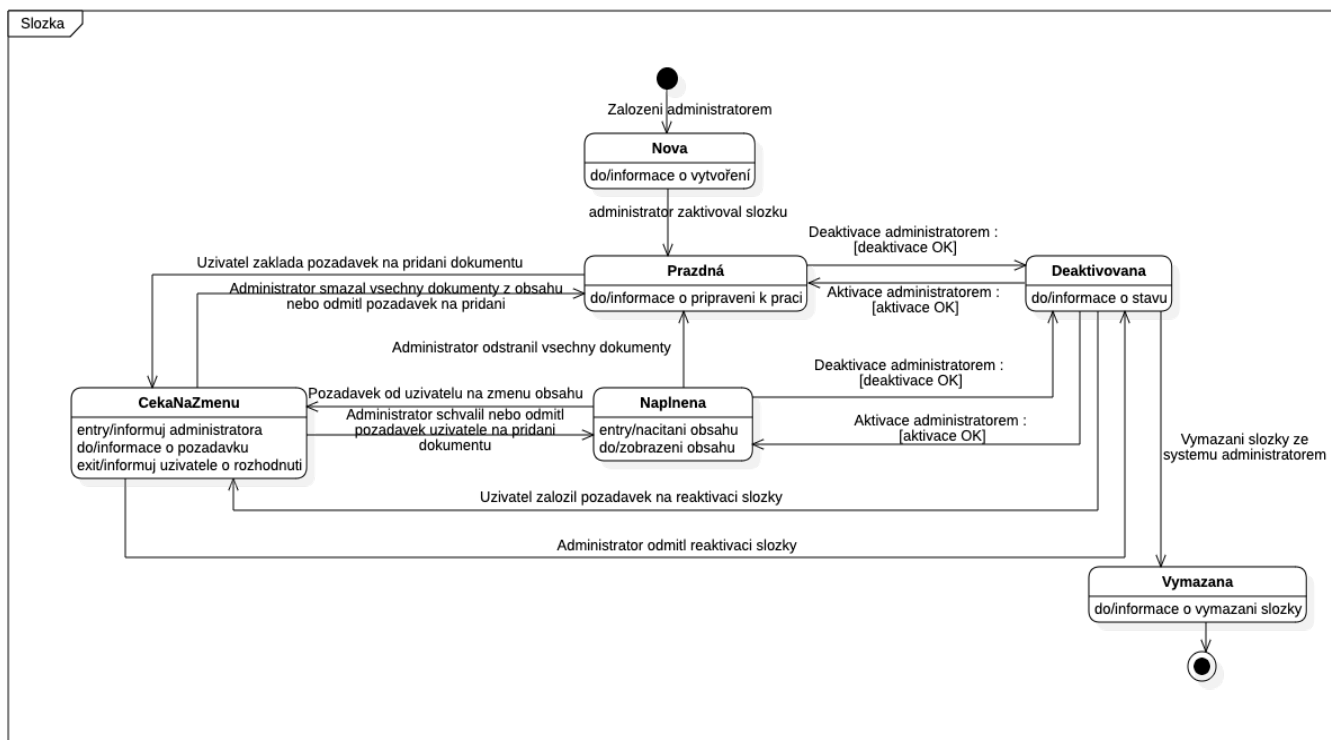 Slozka
Zalozeni administratorem
Nova
do/informace o vytvoření
administrator zaktivoval slozku
Deaktivace administratorem :
[deaktivace OK]
Uzivatel zaklada pozadavek na pridani dokumentu
Prazdná
do/informace o pripraveni k praci
Deaktivovana
do/informace o stavu
Administrator smazal vsechny dokumenty z obsahu
nebo odmitl pozadavek na pridani
Aktivace administratorem :
[aktivace OK]
Administrator odstranil vsechny dokumenty
Deaktivace administratorem :
[deaktivace OK]
CekaNaZmenu
entry/informuj administratora
do/informace o pozadavku
exit/informuj uzivatele o rozhodnuti
Pozadavek od uzivatelu na zmenu obsahu
Administrator schvalil nebo odmitl
pozadavek uzivatele na pridani
dokumentu
Naplnena
entry/nacitani obsahu
do/zobrazeni obsahu
Aktivace administratorem :
[aktivace OK]
Vymazani slozky ze
systemu administratorem
Uzivatel zalozil pozadavek na reaktivaci slozky
Administrator odmitl reaktivaci slozky
Vymazana
do/informace o vymazani slozky